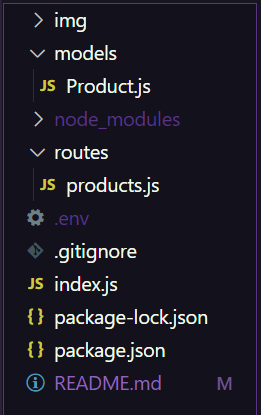 img
models
JS Product.js
node_modules
routes
JS products.js
.env
.gitignore
JS index.js
{} package-lock.json
{} package.json
README.md M